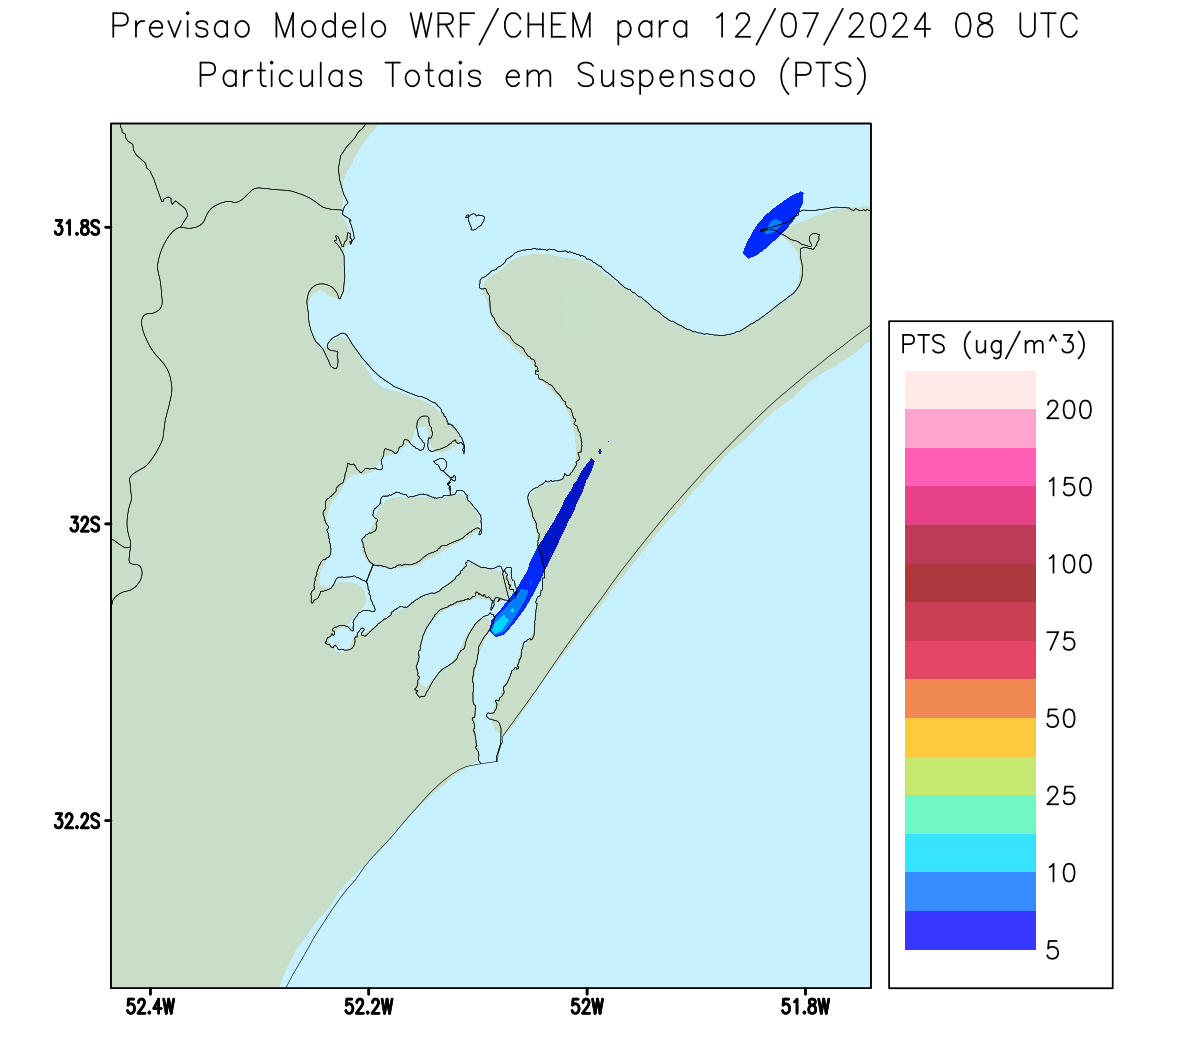 Previsao Modelo WRF/CHEM para 12/07/2024 08 UTC
Particulas Totais em Suspensao (PTS)
31.8S
32S
32.2S
52.4W
52.2W
52W
51.8W
PTS (ug/m^3)
200
150
100
75
50
25
10
5